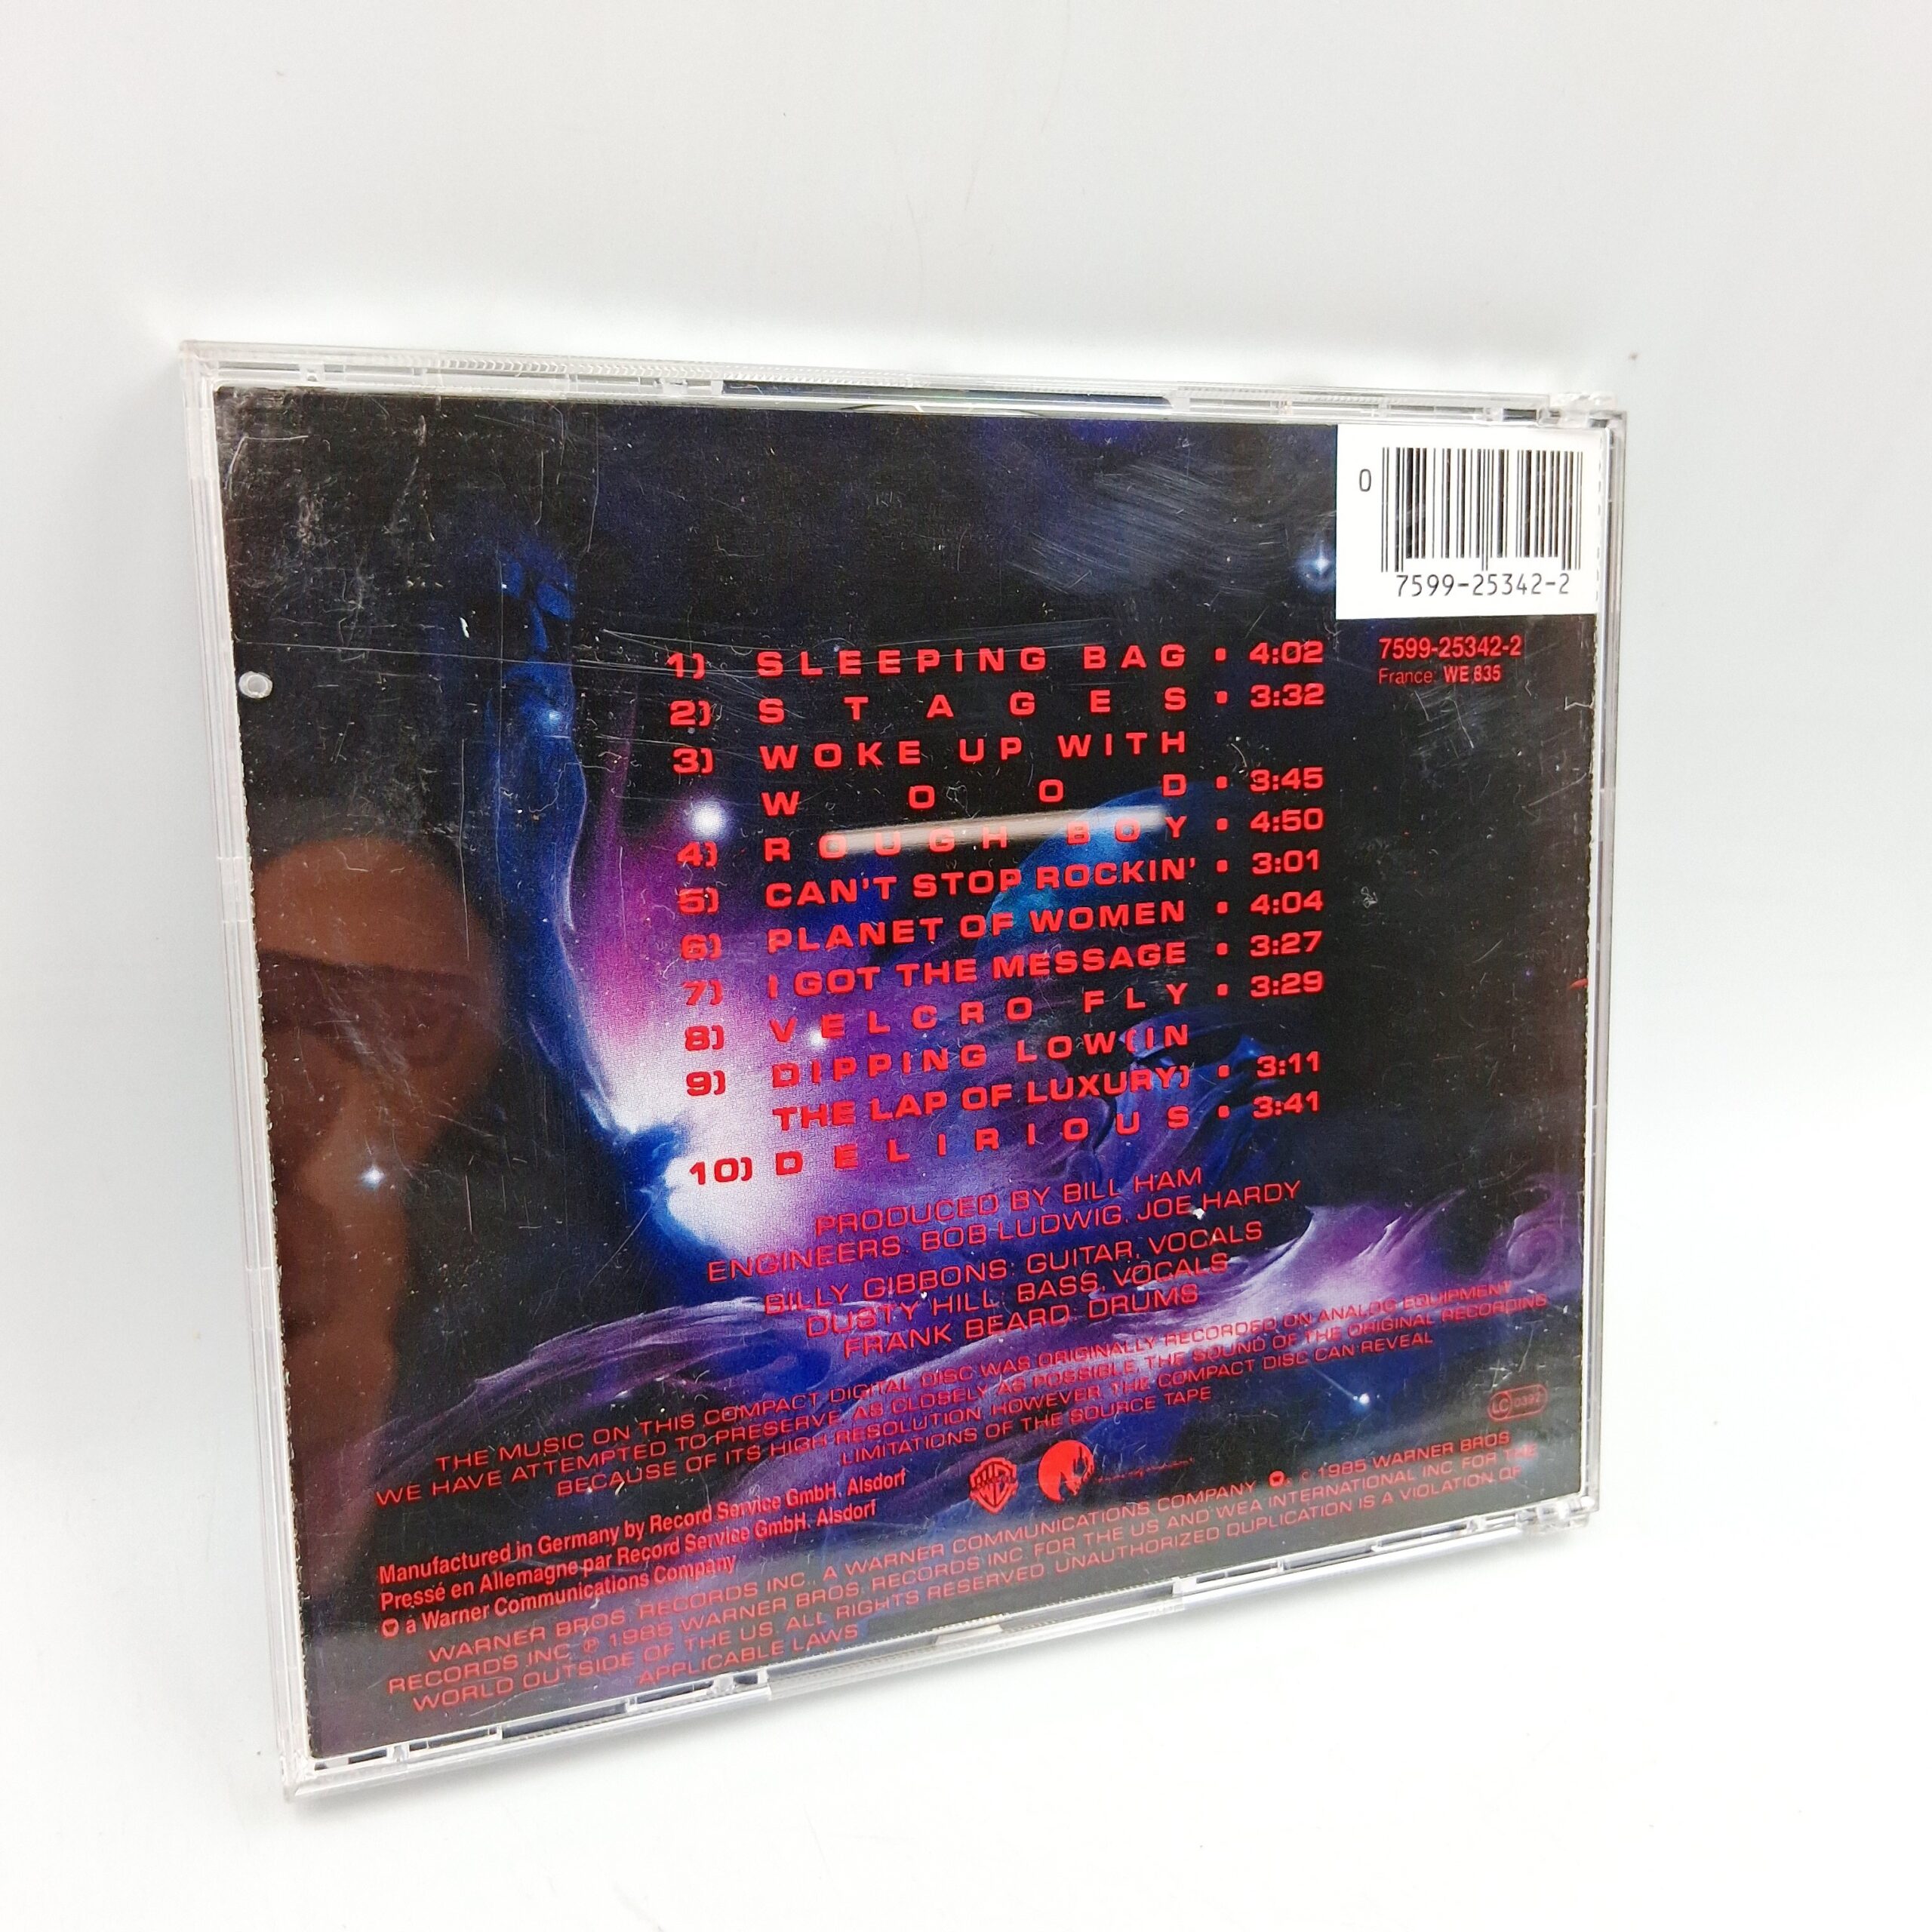 0
7599-25342-2
7599-25342-2
France: WE 835
1) SLEEPING BAG • 4:02
2) STAGES • 3:32
3) WOKE UP WITH
WOOD • 3:45
4) ROUGH BOY • 4:50
5) CAN'T STOP ROCKIN' • 3:01
6) PLANET OF WOMEN • 4:04
7) I GOT THE MESSAGE • 3:27
8) VELCRO FLY • 3:29
9) DIPPING LOW (IN
THE LAP OF LUXURY) • 3:11
10) DELIRIOUS • 3:41
PRODUCED BY BILL HAM
ENGINEERS: BOB LUDWIG, JOE HARDY
BILLY GIBBONS: GUITAR, VOCALS
DUSTY HILL: BASS, VOCALS
FRANK BEARD: DRUMS
THE MUSIC ON THIS COMPACT DIGITAL DISC WAS ORIGINALLY RECORDED ON ANALOG EQUIPMENT
WE HAVE ATTEMPTED TO PRESERVE, AS CLOSELY AS POSSIBLE, THE SOUND OF THE ORIGINAL RECORDING
BECAUSE OF ITS HIGH RESOLUTION, HOWEVER, THE COMPACT DISC CAN REVEAL
LIMITATIONS OF THE SOURCE TAPE
LC 0392
Manufactured in Germany by Record Service GmbH, Alsdorf
Pressé en Allemagne par Record Service GmbH, Alsdorf
a Warner Communications Company
WARNER BROS. RECORDS INC., A WARNER COMMUNICATIONS COMPANY © 1985 WARNER BROS
RECORDS INC. ℗ 1985 WARNER BROS. RECORDS INC FOR THE US AND WEA INTERNATIONAL INC FOR THE
WORLD OUTSIDE OF THE US. ALL RIGHTS RESERVED. UNAUTHORIZED DUPLICATION IS A VIOLATION OF
APPLICABLE LAWS